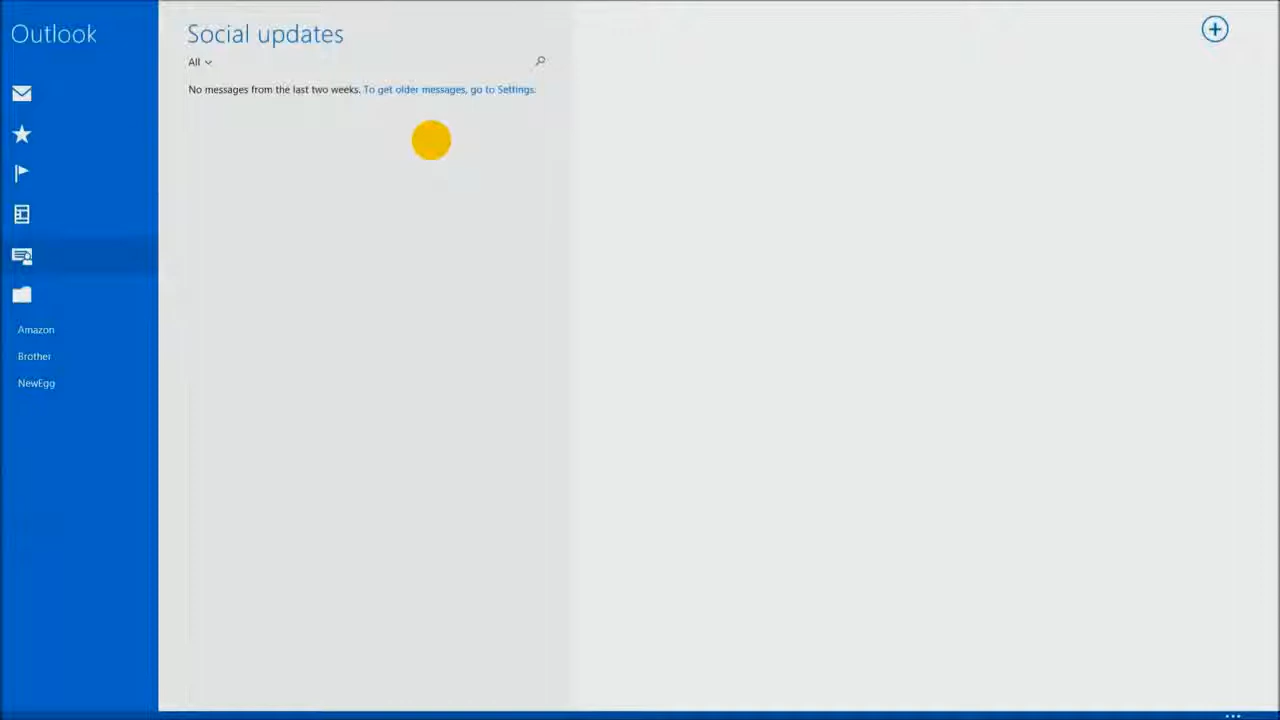 Outlook
Social updates
All
No messages from the last two weeks. To get older messages, go to Settings.
Amazon
Brother
NewEgg